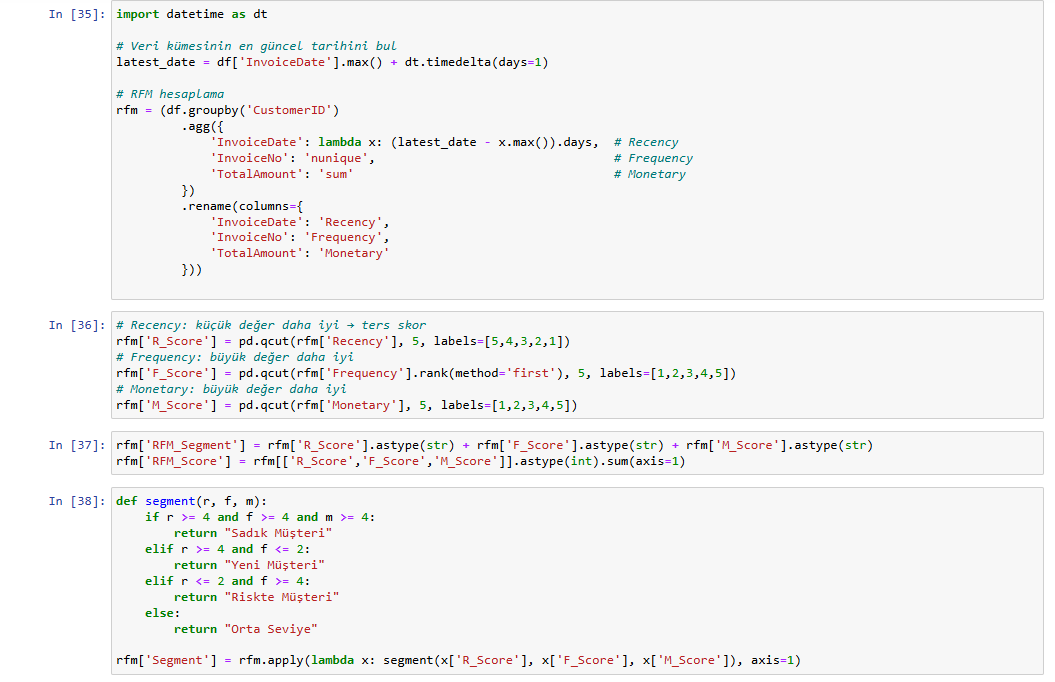 In [35]: import datetime as dt
# Veri kümesinin en güncel tarihini bul
latest_date = df['InvoiceDate'].max() + dt.timedelta(days=1)
# RFM hesaplama
rfm = (df.groupby('CustomerID')
.agg({
'InvoiceDate': lambda x: (latest_date - x.max()).days, # Recency
'InvoiceNo': 'nunique', # Frequency
'TotalAmount': 'sum' # Monetary
})
.rename(columns={
'InvoiceDate': 'Recency',
'InvoiceNo': 'Frequency',
'TotalAmount': 'Monetary'
}))
In [36]: # Recency: küçük değer daha iyi → ters skor
rfm['R_Score'] = pd.qcut(rfm['Recency'], 5, labels=[5,4,3,2,1])
# Frequency: büyük değer daha iyi
rfm['F_Score'] = pd.qcut(rfm['Frequency'].rank(method='first'), 5, labels=[1,2,3,4,5])
# Monetary: büyük değer daha iyi
rfm['M_Score'] = pd.qcut(rfm['Monetary'], 5, labels=[1,2,3,4,5])
In [37]: rfm['RFM_Segment'] = rfm['R_Score'].astype(str) + rfm['F_Score'].astype(str) + rfm['M_Score'].astype(str)
rfm['RFM_Score'] = rfm[['R_Score','F_Score','M_Score']].astype(int).sum(axis=1)
In [38]: def segment(r, f, m):
if r >= 4 and f >= 4 and m >= 4:
return "Sadık Müşteri"
elif r >= 4 and f <= 2:
return "Yeni Müşteri"
elif r <= 2 and f >= 4:
return "Riskte Müşteri"
else:
return "Orta Seviye"
rfm['Segment'] = rfm.apply(lambda x: segment(x['R_Score'], x['F_Score'], x['M_Score']), axis=1)